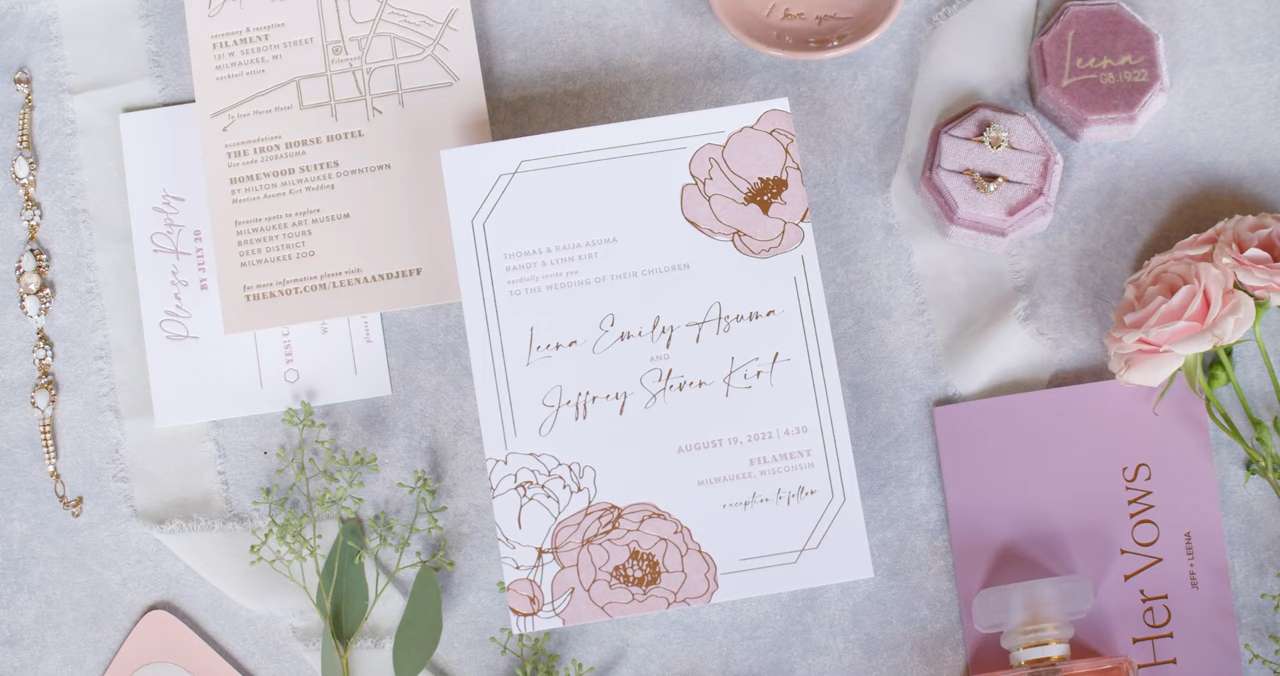 ceremony & reception
FILAMENT
131 W. SEEBOTH STREET
MILWAUKEE, WI
cocktail attire
Filament
To Iron Horse Hotel
accommodations
THE IRON HORSE HOTEL
Use code 2208ASUMA
HOMEWOOD SUITES
BY HILTON MILWAUKEE DOWNTOWN
Mention Asuma Kirt Wedding
favorite spots to explore
MILWAUKEE ART MUSEUM
BREWERY TOURS
DEER DISTRICT
MILWAUKEE ZOO
for more information please visit:
THEKNOT.COM/LEENAANDJEFF
Please Reply
BY JULY 20
YES!
THOMAS & RAIJA ASUMA
RANDY & LYNN KIRT
cordially invite you
TO THE WEDDING OF THEIR CHILDREN
Leena Emily Asuma
AND
Jeffrey Steven Kirt
AUGUST 19, 2022 | 4:30
FILAMENT
MILWAUKEE, WISCONSIN
reception to follow
I love you
Leena
08.19.22
Her Vows
JEFF + LEENA